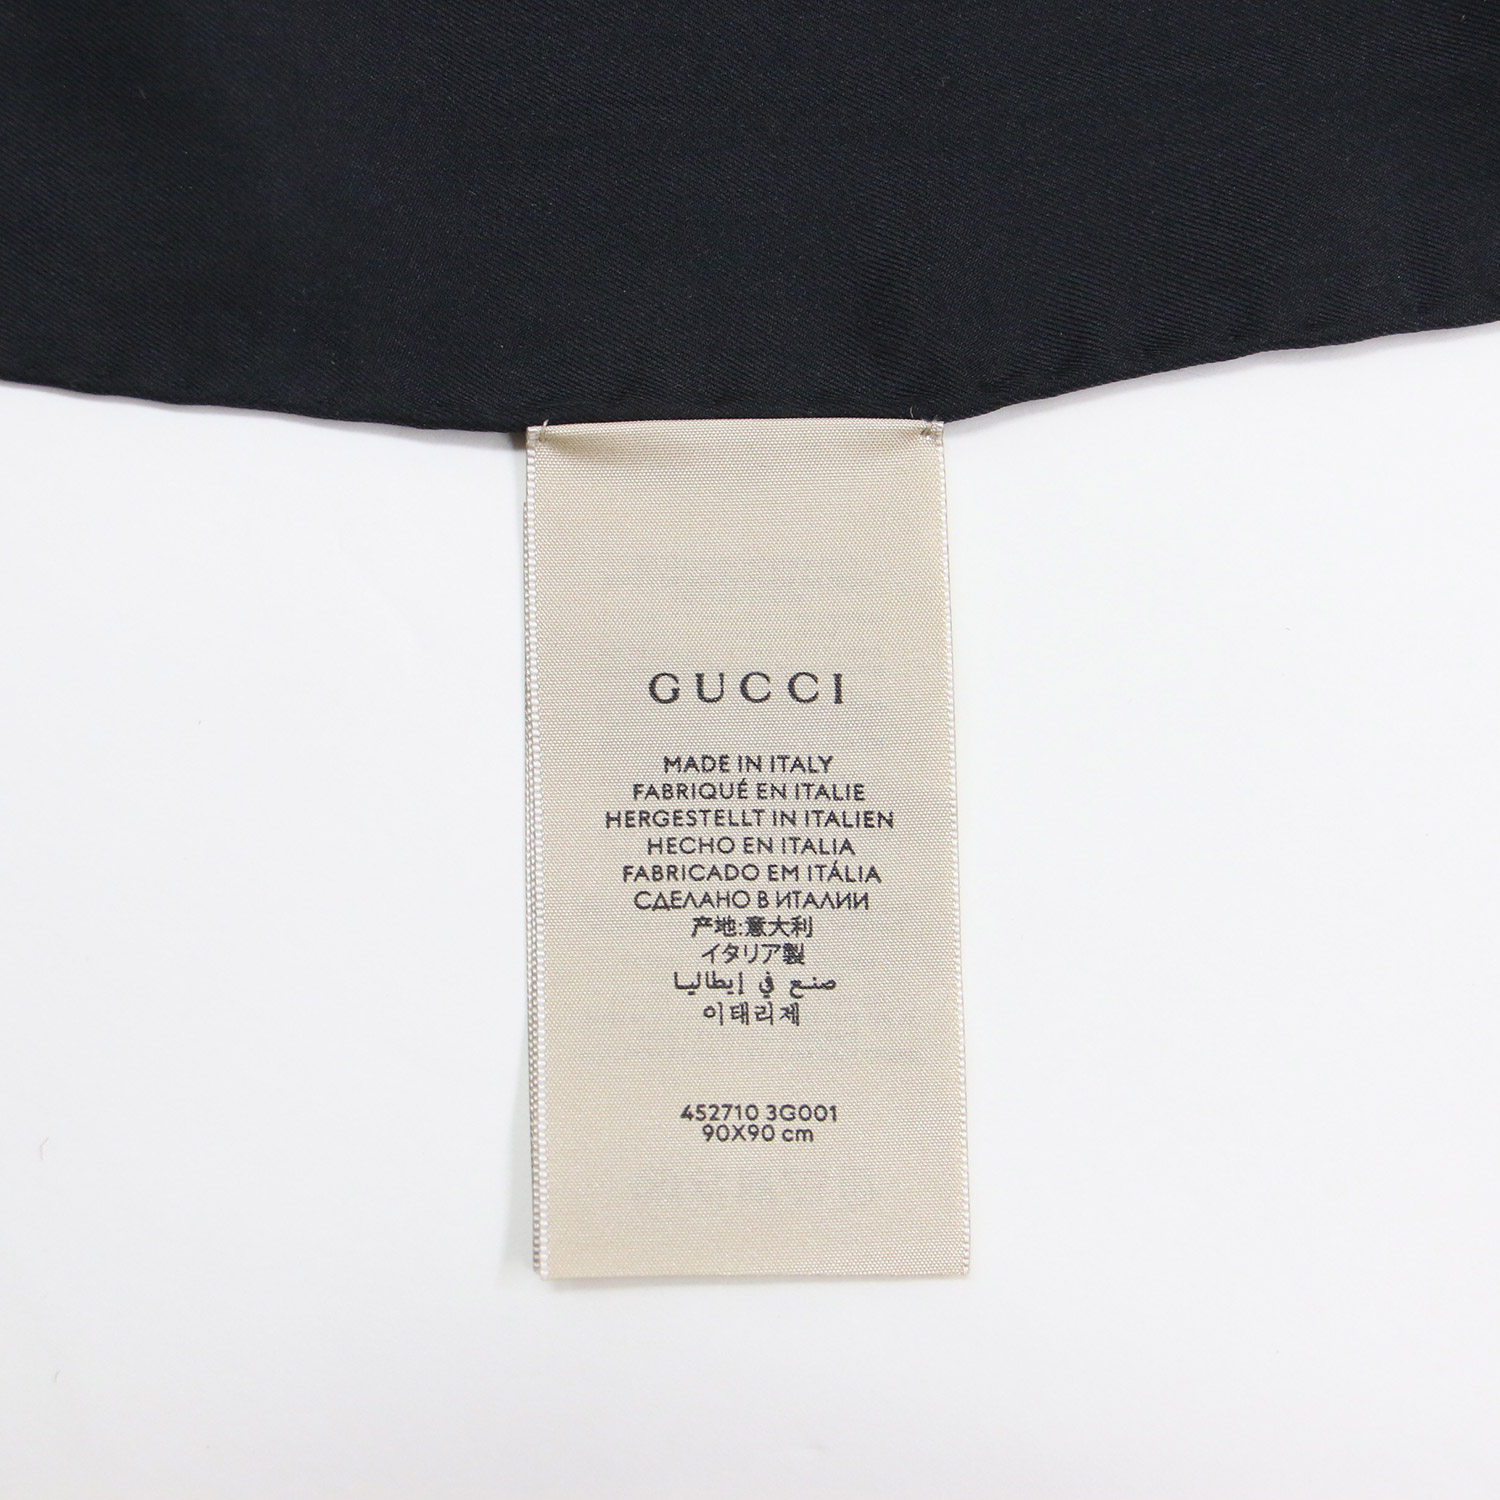 GUCCI
MADE IN ITALY
FABRIQUÉ EN ITALIE
HERGESTELLT IN ITALIEN
HECHO EN ITALIA
FABRICADO EM ITÁLIA
СДЕЛАНО В ИТАЛИИ
产地:意大利
イタリア製
صنع في إيطاليا
이태리제
452710 3G001
90X90 cm